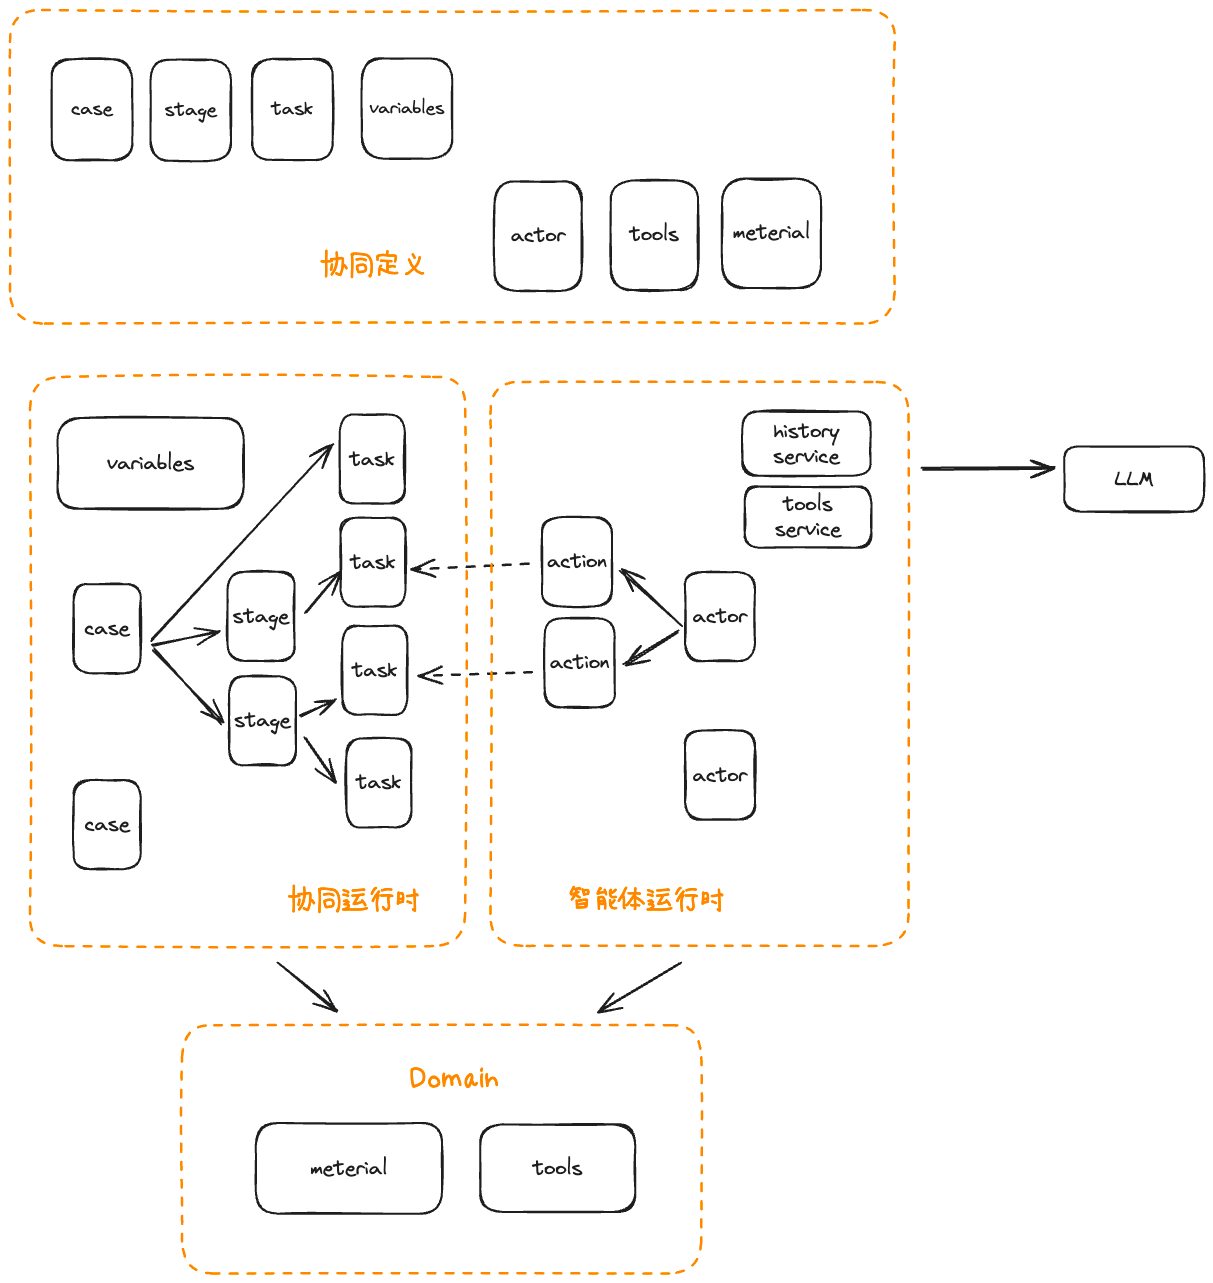 case
stage
task
variables
actor
tools
meterial
协同定义
variables
task
task
case
stage
task
stage
task
case
协同运行时
history
service
tools
service
action
actor
action
actor
智能体运行时
LLM
Domain
meterial
tools